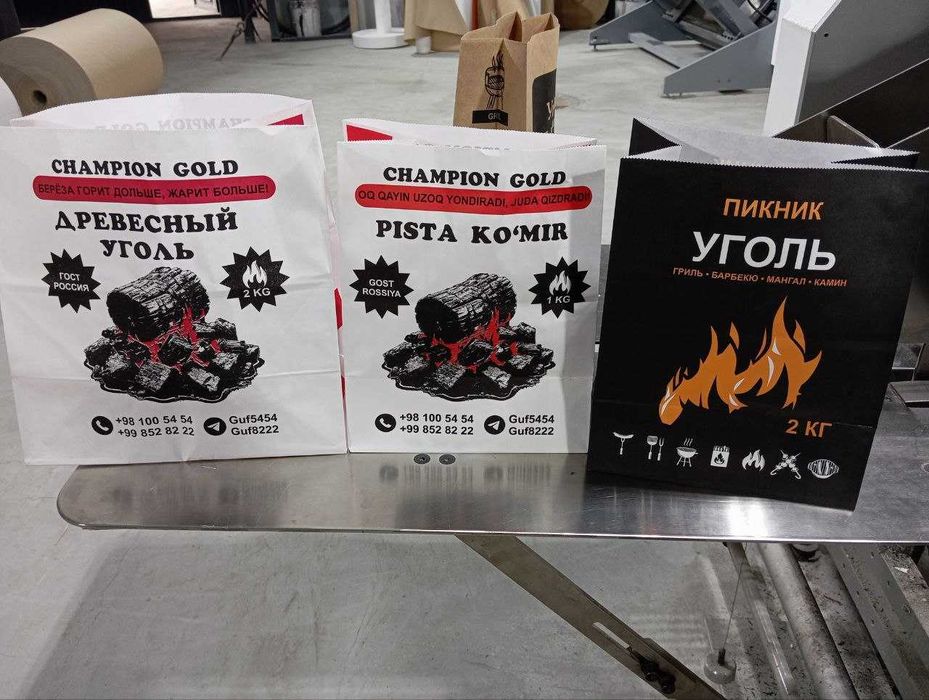 CHAMPION GOLD
БЕРЁЗА ГОРИТ ДОЛЬШЕ, ЖАРИТ БОЛЬШЕ!
ДРЕВЕСНЫЙ
УГОЛЬ
ГОСТ
РОССИЯ
2 KG
+98 100 54 54
+99 852 82 22
Guf5454
Guf8222
CHAMPION GOLD
OQ QAYIN UZOQ YONDIRADI, JUDA QIZDRADI!
PISTA KO‘MIR
GOST
ROSSIYA
1 KG
+98 100 54 54
+99 852 82 22
Guf5454
Guf8222
ПИКНИК
УГОЛЬ
ГРИЛЬ • БАРБЕКЮ • МАНГАЛ • КАМИН
2 КГ